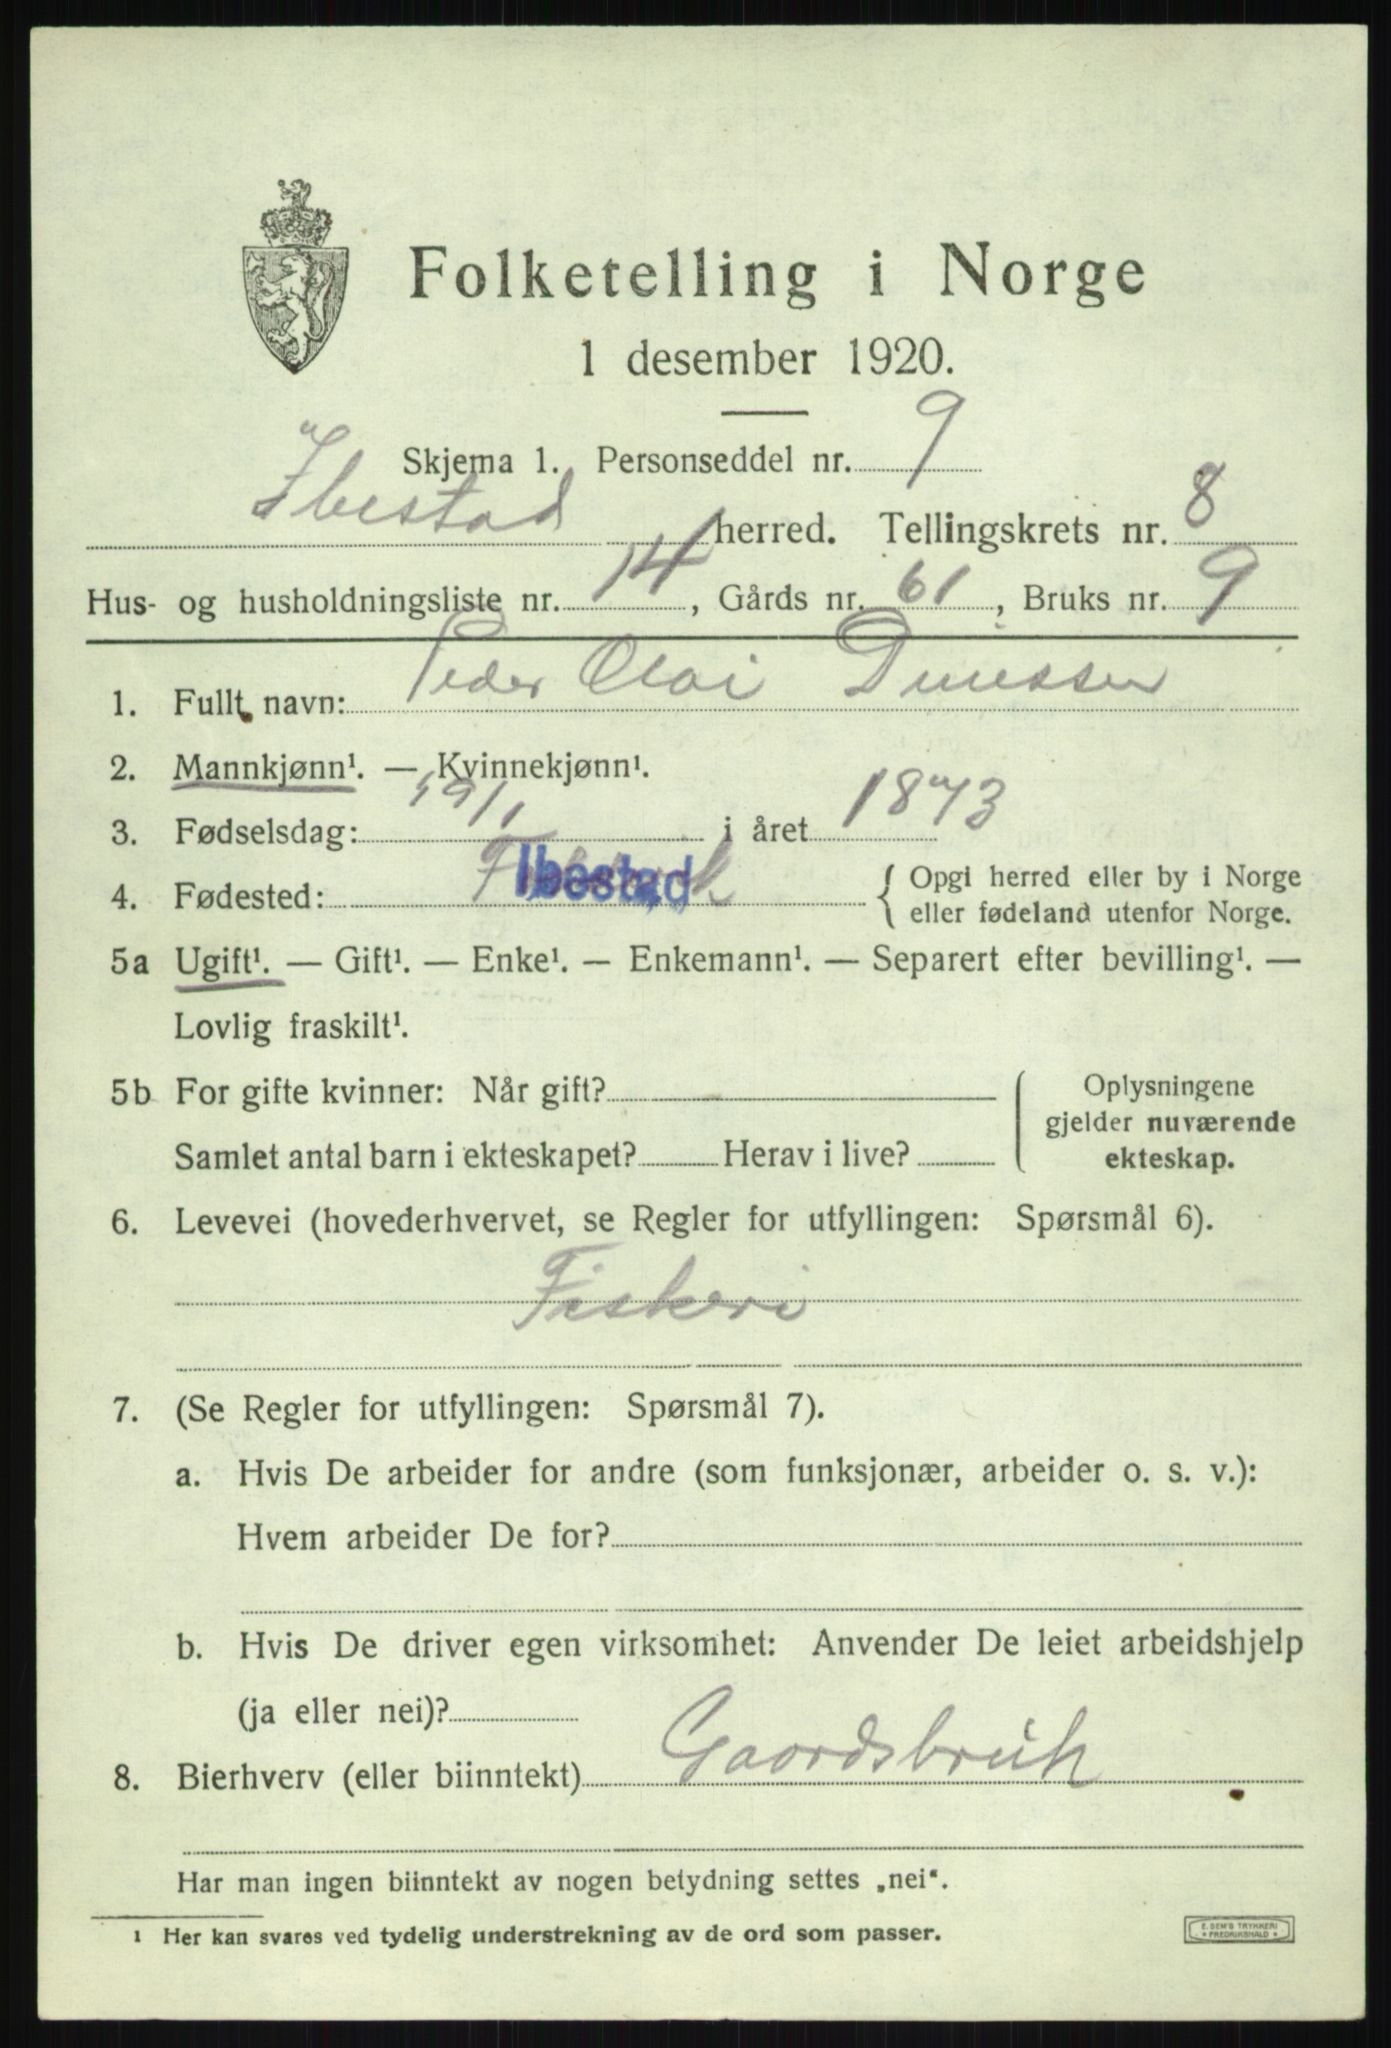 Folketelling i Norge
1 desember 1920.
Skjema 1. Personseddel nr. 9
Ibestad herred. Tellingskrets nr. 8
Hus- og husholdningsliste nr. 14, Gårds nr. 61, Bruks nr. 9
1. Fullt navn: Peder Olai
2. Mannkjønn¹. — Kvinnekjønn¹.
3. Fødselsdag: 19/1 i året 1873
4. Fødested: Ibestad { Opgi herred eller by i Norge
eller fødeland utenfor Norge.
5a Ugift¹. — Gift¹. — Enke¹. — Enkemann¹. — Separert efter bevilling¹. —
Lovlig fraskilt¹.
5b For gifte kvinner: Når gift? Oplysningene
gjelder nuværende
Samlet antal barn i ekteskapet? Herav i live? ekteskap.
6. Levevei (hovederhvervet, se Regler for utfyllingen: Spørsmål 6).
Fiskeri
7. (Se Regler for utfyllingen: Spørsmål 7).
a. Hvis De arbeider for andre (som funksjonær, arbeider o. s. v.):
Hvem arbeider De for?
b. Hvis De driver egen virksomhet: Anvender De leiet arbeidshjelp
(ja eller nei)?
8. Bierhverv (eller biinntekt) Gaardsbruk
Har man ingen biinntekt av nogen betydning settes „nei“.
¹ Her kan svares ved tydelig understrekning av de ord som passer.
E. SEM'S TRYKKERI
* FREDRIKSHALD *